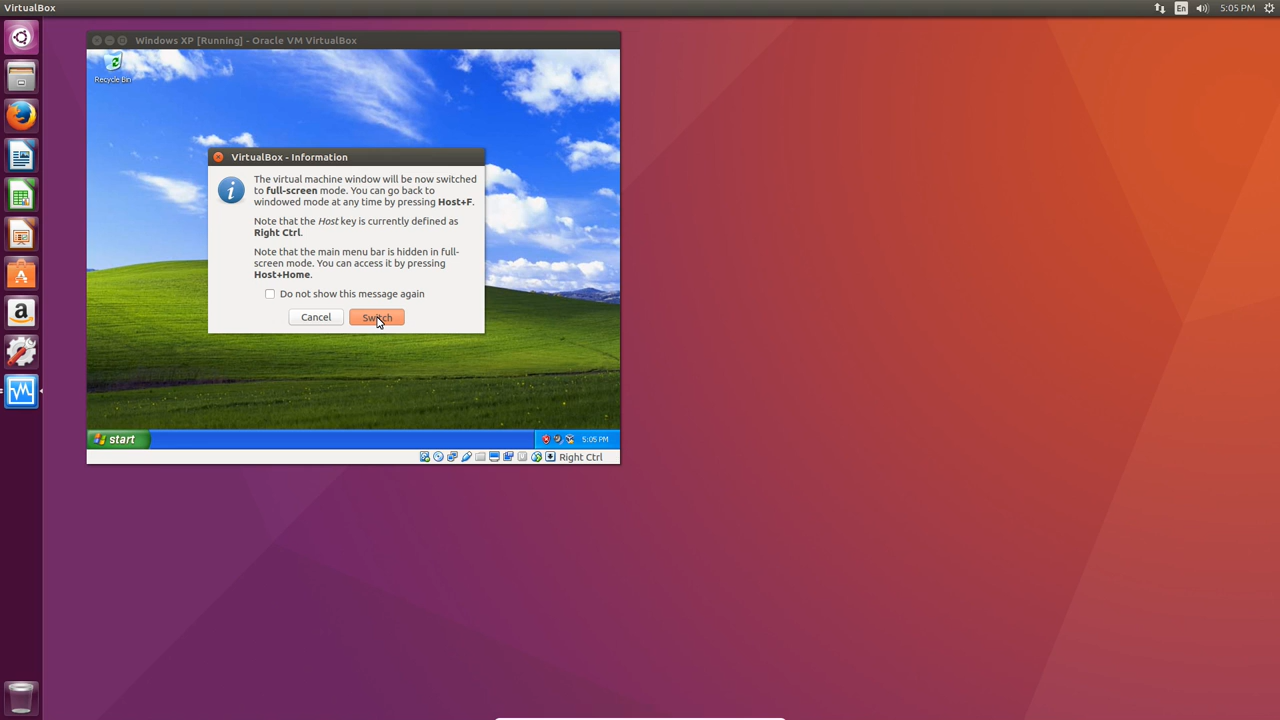 VirtualBox
En
5:05 PM
Windows XP [Running] - Oracle VM VirtualBox
Recycle Bin
VirtualBox - Information
The virtual machine window will be now switched
to full-screen mode. You can go back to
windowed mode at any time by pressing Host+F.
Note that the Host key is currently defined as
Right Ctrl.
Note that the main menu bar is hidden in full-
screen mode. You can access it by pressing
Host+Home.
Do not show this message again
Cancel
Switch
start
5:05 PM
Right Ctrl